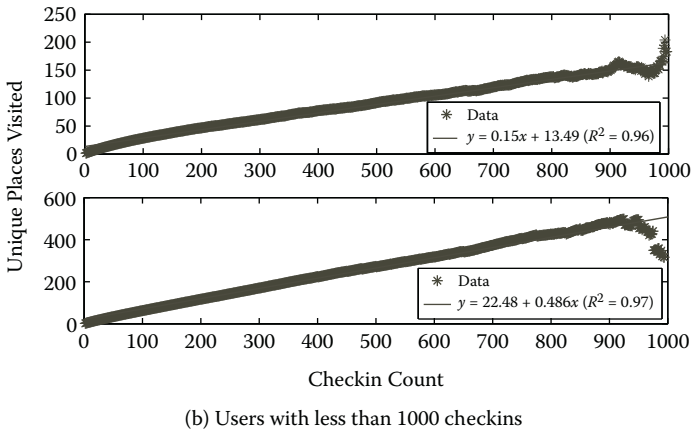 250
200
150
100
50
0
0 100 200 300 400 500 600 700 800 900 1000
Data
y = 0.15x + 13.49 (R² = 0.96)
Unique Places Visited
600
400
200
0
0 100 200 300 400 500 600 700 800 900 1000
Data
y = 22.48 + 0.486x (R² = 0.97)
Checkin Count
(b) Users with less than 1000 checkins